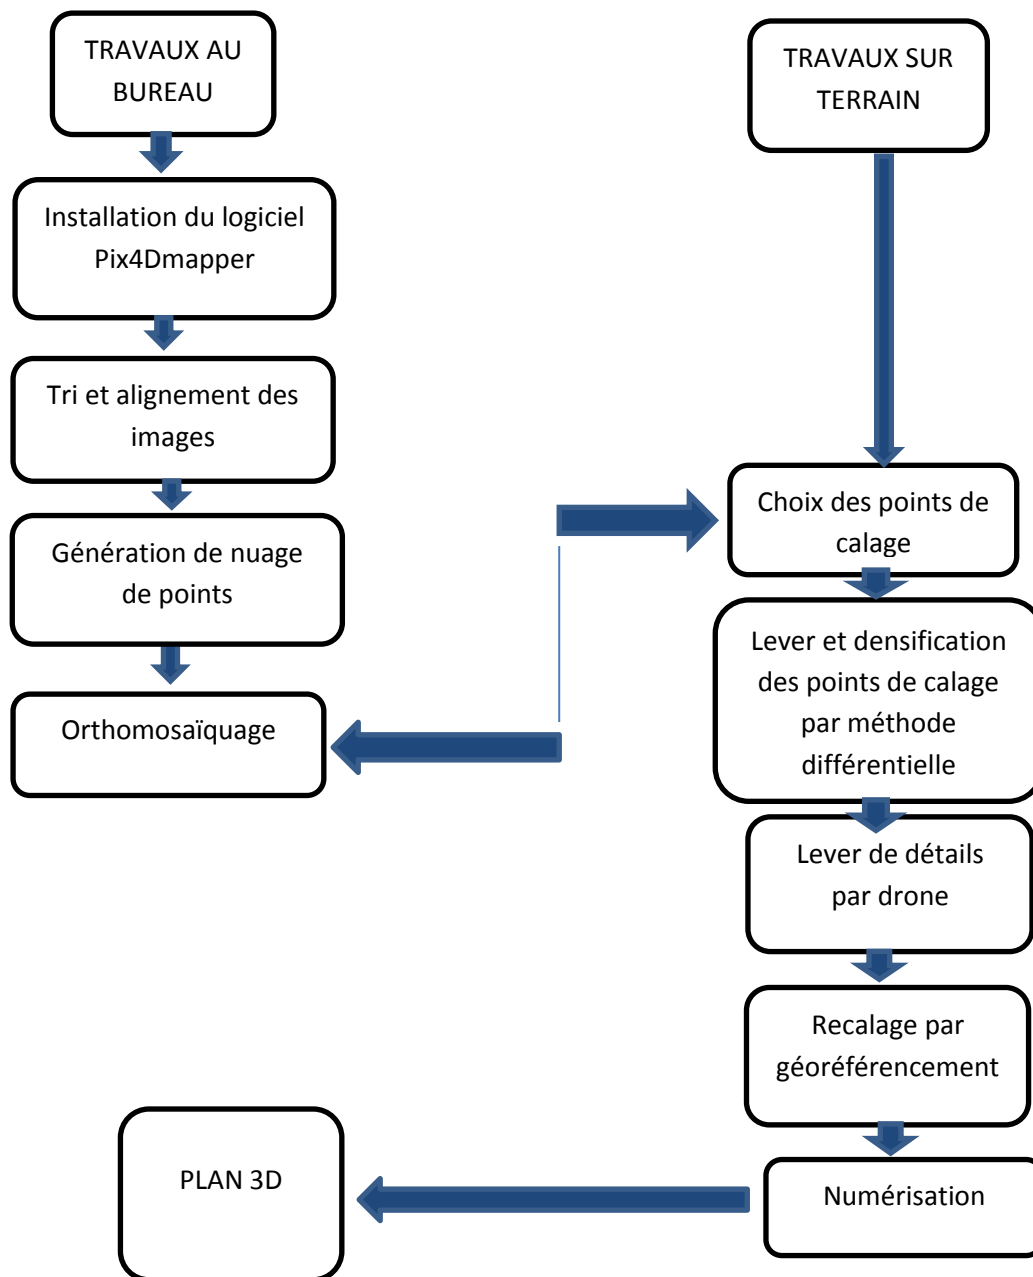 TRAVAUX AU
BUREAU
Installation du logiciel
Pix4Dmapper
Tri et alignement des
images
Génération de nuage
de points
Orthomosaïquage
TRAVAUX SUR
TERRAIN
Choix des points de
calage
Lever et densification
des points de calage
par méthode
différentielle
Lever de détails
par drone
Recalage par
géoréférencement
Numérisation
PLAN 3D